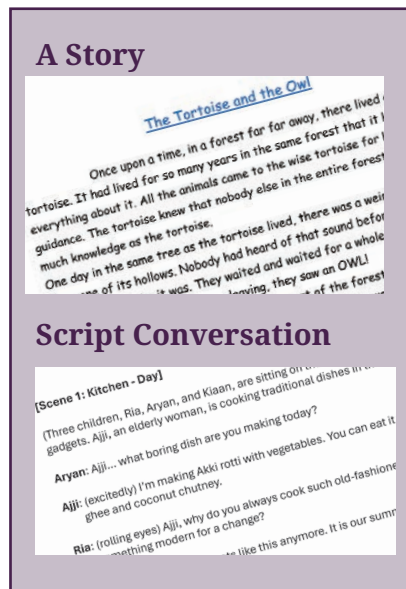 A Story
The Tortoise and the Owl
Once upon a time, in a forest far far away, there lived
tortoise. It had lived for so many years in the same forest that it
everything about it. All the animals came to the wise tortoise for
guidance. The tortoise knew that nobody else in the entire forest
much knowledge as the tortoise.
One day in the same tree as the tortoise lived, there was a
of its hollows. Nobody had heard of that sound
it was. They waited and waited for a whole
leaving, they saw an OWL!
of the forest
Script Conversation
[Scene 1: Kitchen - Day]
(Three children, Ria, Aryan, and Kiaan, are sitting on
gadgets. Ajji, an elderly woman, is cooking traditional dishes in
Aryan: Ajji... what boring dish are you making today?
Ajji: (excitedly) I'm making Akki rotti with vegetables. You can eat it
ghee and coconut chutney.
Ria: (rolling eyes) Ajji, why do you always cook such old-fashione
something modern for a change?
like this anymore. It is our